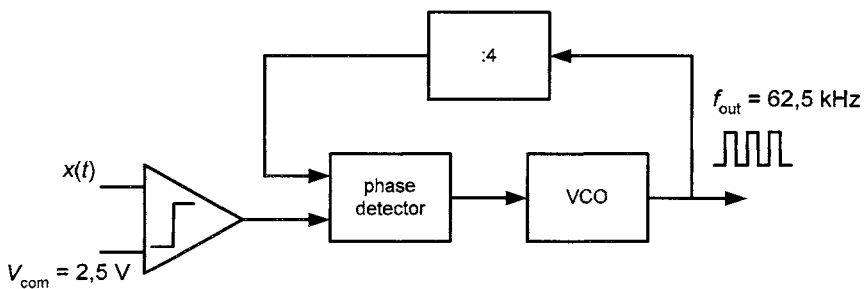 :4
f_out = 62,5 kHz
x(t)
phase
detector
VCO
V_com = 2,5 V